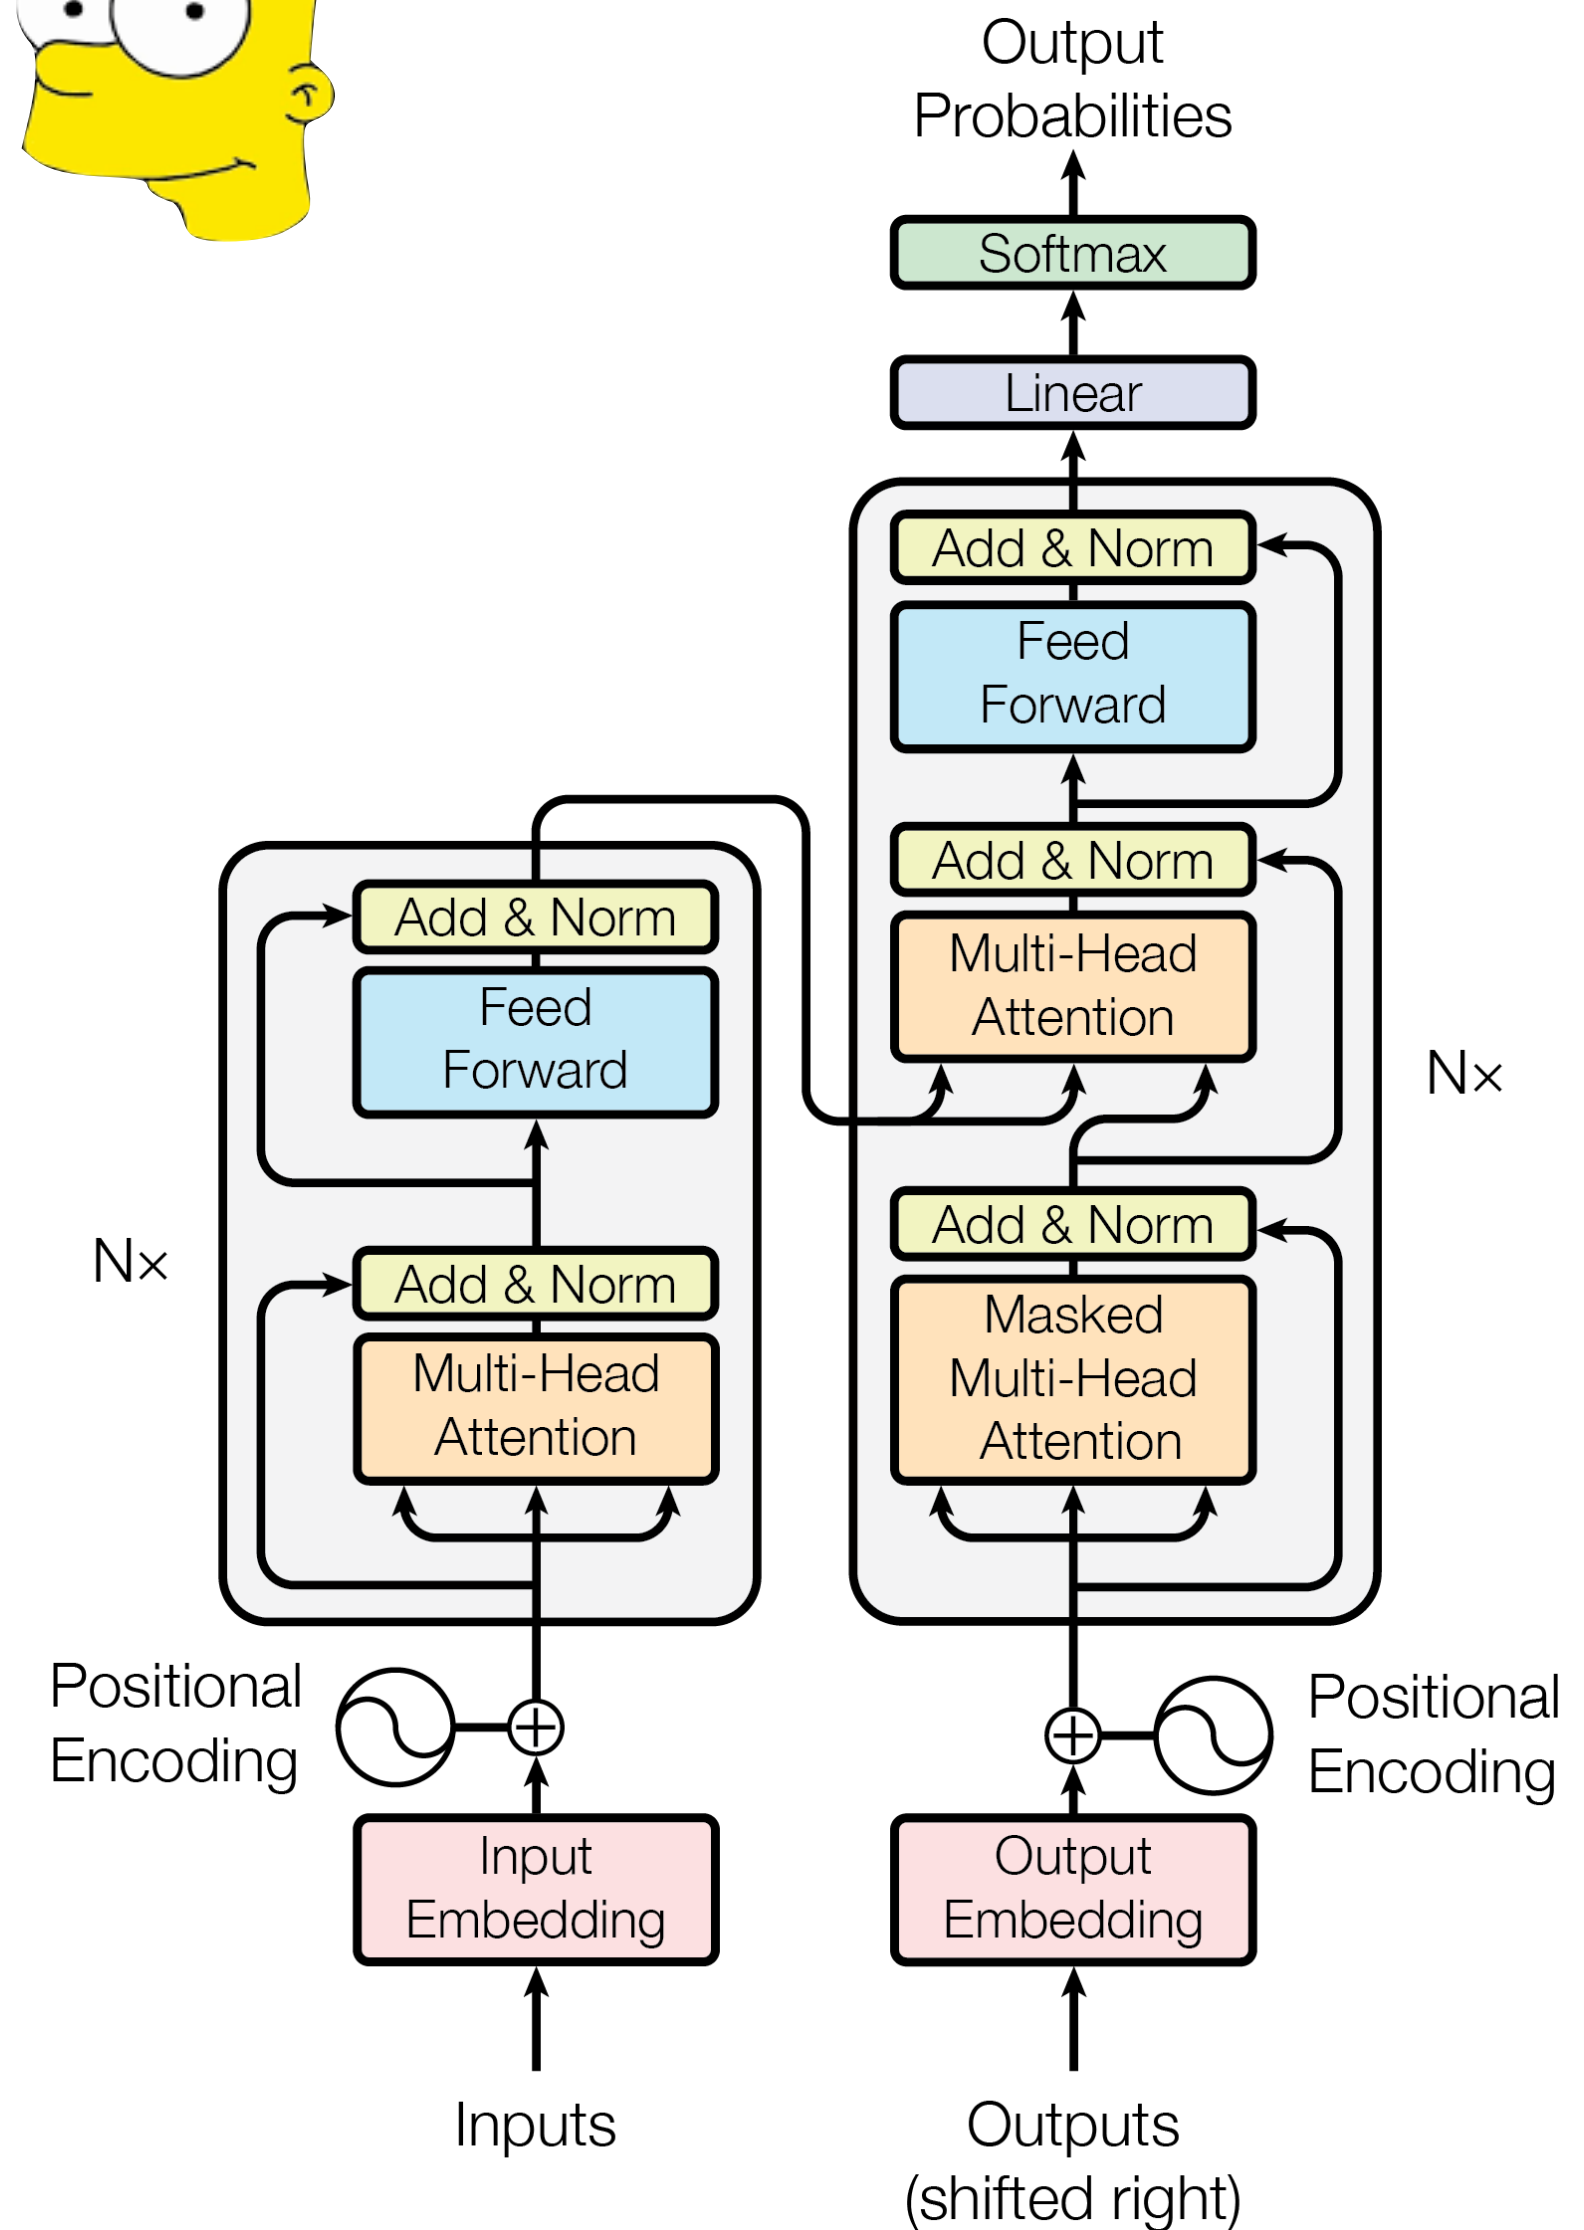 Output
Probabilities
Softmax
Linear
Add & Norm
Feed
Forward
Add & Norm
Multi-Head
Attention
Nx
Add & Norm
Masked
Multi-Head
Attention
Add & Norm
Feed
Forward
Nx
Add & Norm
Multi-Head
Attention
Positional
Encoding
Positional
Encoding
Input
Embedding
Output
Embedding
Inputs
Outputs
(shifted right)